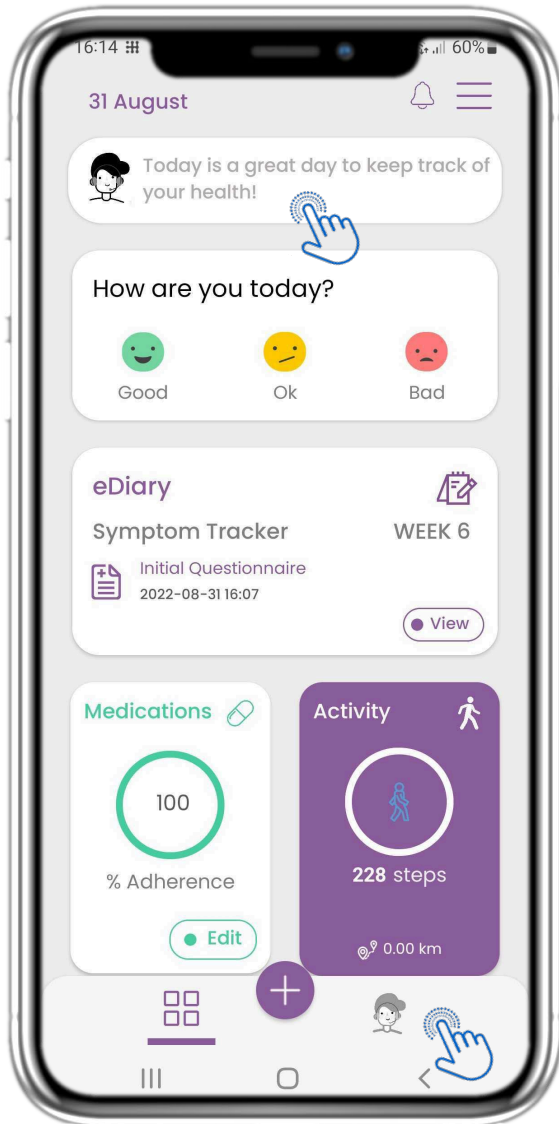 16:14
60%
31 August
Today is a great day to keep track of
your health!
How are you today?
Good Ok Bad
eDiary
Symptom Tracker WEEK 6
Initial Questionnaire
2022-08-31 16:07
View
Medications
100
% Adherence
Edit
Activity
228 steps
0.00 km